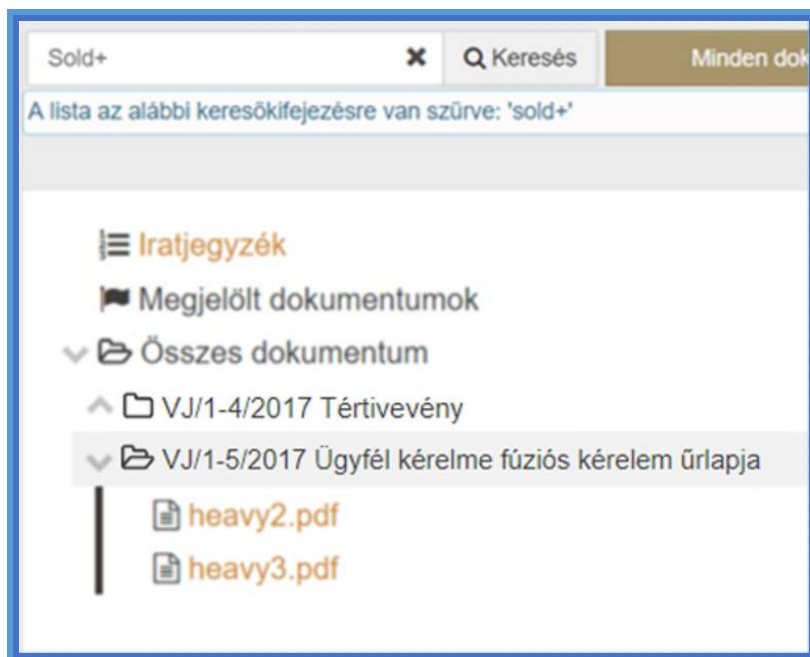 Sold+ Keresés Minden dok
A lista az alábbi keresőkifejezésre van szűrve: 'sold+'
Iratjegyzék
Megjelölt dokumentumok
Összes dokumentum
VJ/1-4/2017 Tértivevény
VJ/1-5/2017 Ügyfél kérelme fúziós kérelem űrlapja
heavy2.pdf
heavy3.pdf